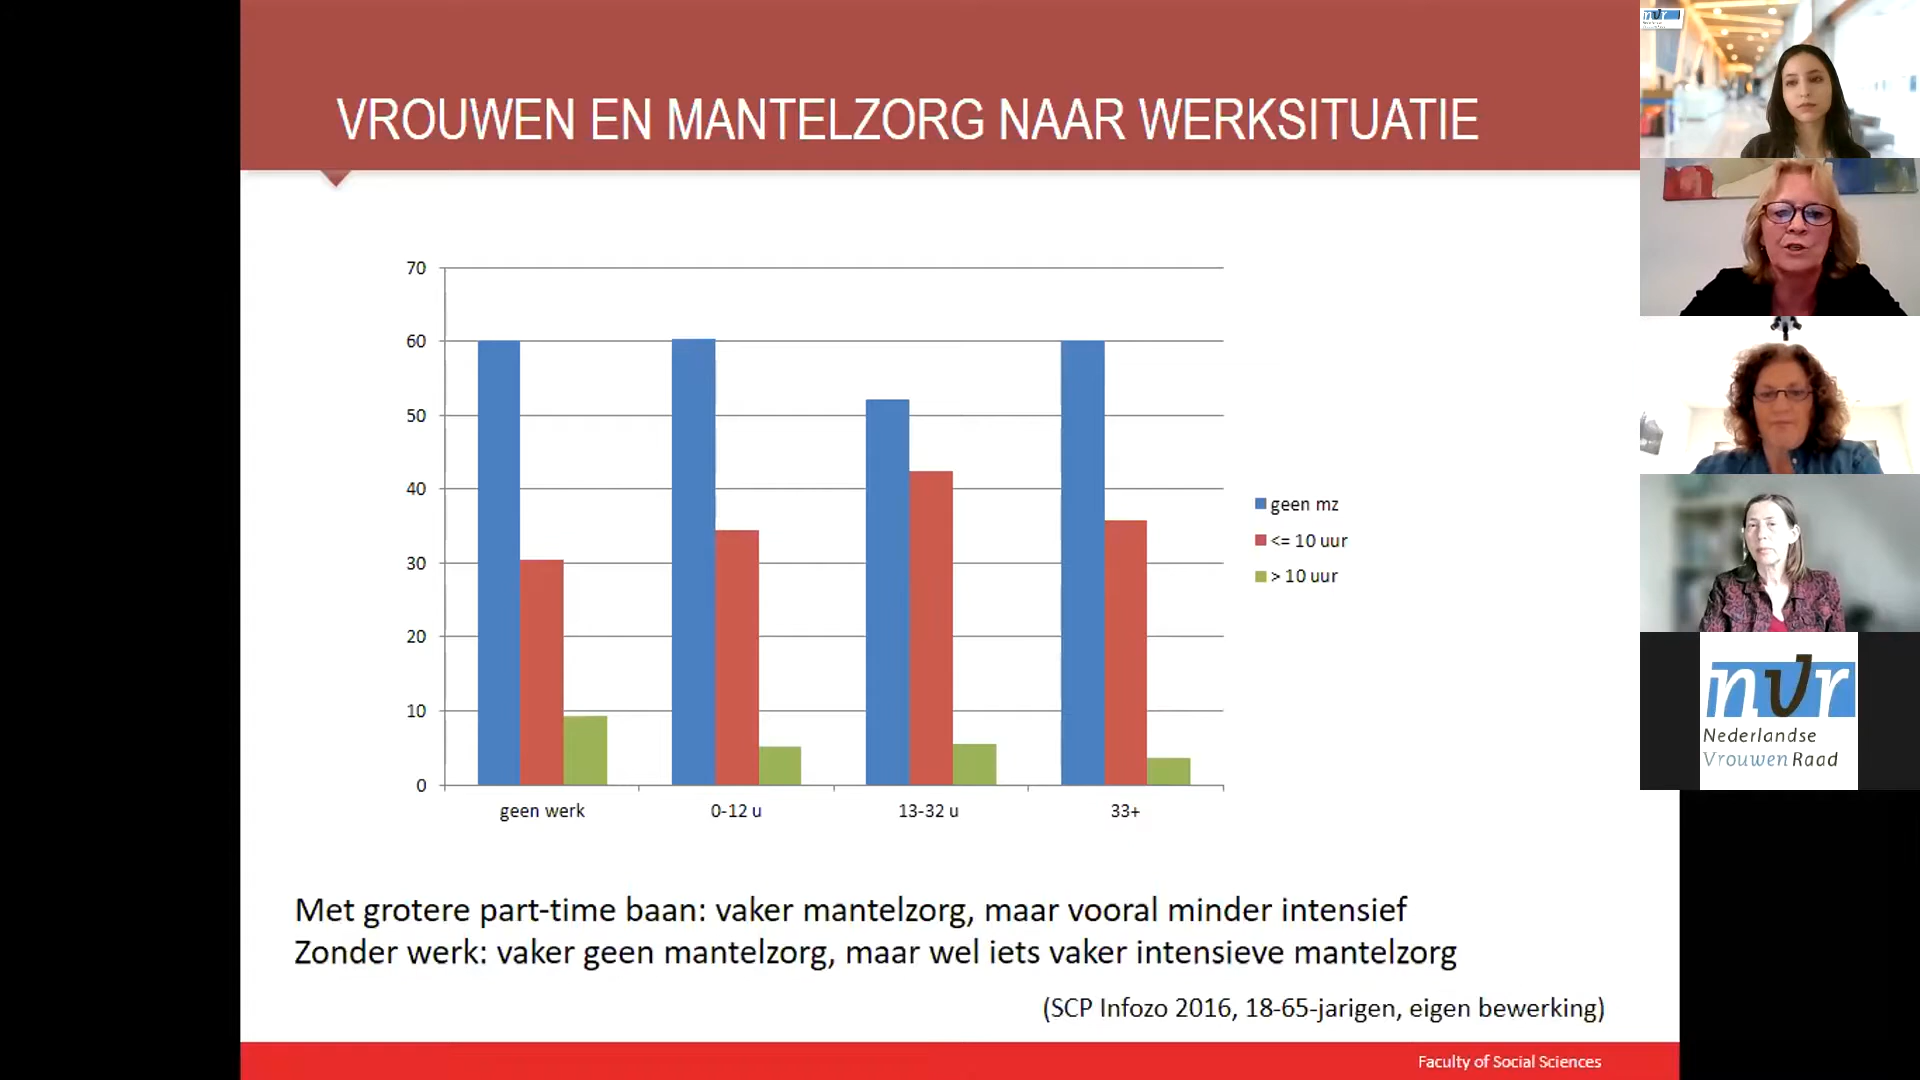 VROUWEN EN MANTELZORG NAAR WERKSITUATIE
70
60
50
40
30
20
10
0
geen werk
0-12 u
13-32 u
33+
geen mz
<= 10 uur
> 10 uur
Met grotere part-time baan: vaker mantelzorg, maar vooral minder intensief
Zonder werk: vaker geen mantelzorg, maar wel iets vaker intensieve mantelzorg
(SCP Infozo 2016, 18-65-jarigen, eigen bewerking)
Faculty of Social Sciences
nvr
nvr
Nederlandse
VrouwenRaad